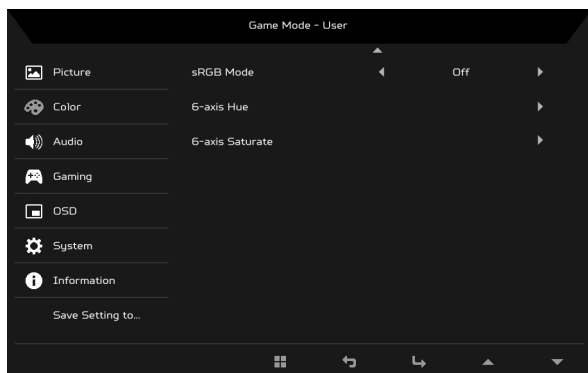 Game Mode - User
Picture
sRGB Mode
Off
Color
6-axis Hue
Audio
6-axis Saturate
Gaming
OSD
System
Information
Save Setting to...